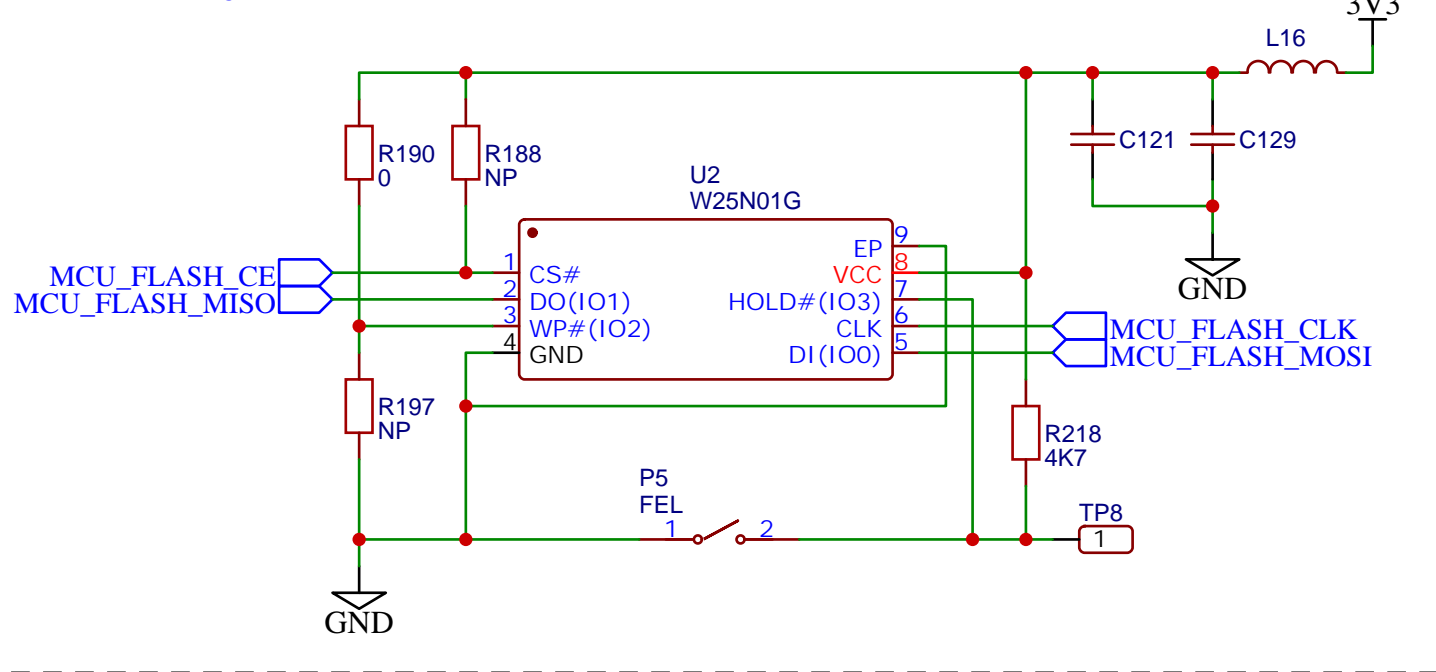 3V3
L16
R190
0
R188
NP
C121
C129
U2
W25N01G
GND
MCU_FLASH_CE
MCU_FLASH_MISO
1
CS#
2
DO(IO1)
3
WP#(IO2)
4
GND
EP
9
VCC
8
HOLD#(IO3)
7
CLK
6
DI(IO0)
5
MCU_FLASH_CLK
MCU_FLASH_MOSI
R197
NP
R218
4K7
P5
FEL
1
2
TP8
1
GND